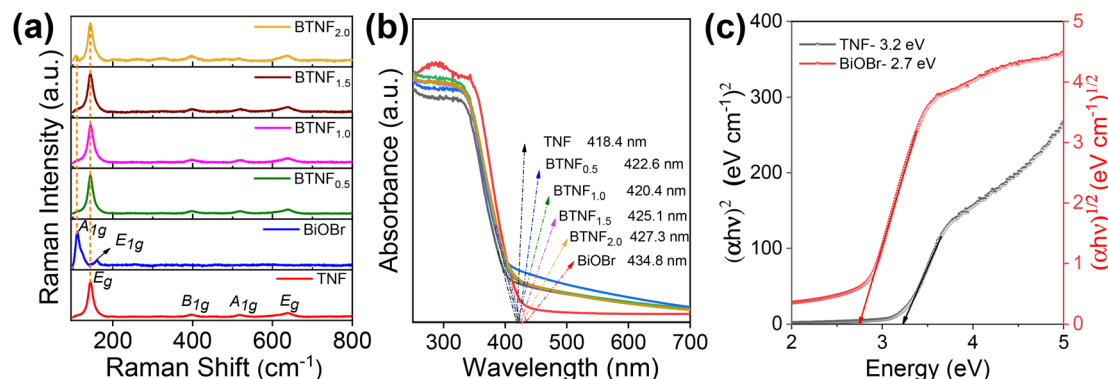 (a)
Raman Intensity (a.u.)
BTNF2.0
BTNF1.5
BTNF1.0
BTNF0.5
A1g
E1g
BiOBr
Eg
B1g
A1g
Eg
TNF
200
400
600
800
Raman Shift (cm-1)
(b)
Absorbance (a.u.)
TNF 418.4 nm
BTNF0.5 422.6 nm
BTNF1.0 420.4 nm
BTNF1.5 425.1 nm
BTNF2.0 427.3 nm
BiOBr 434.8 nm
300
400
500
600
700
Wavelength (nm)
(c)
(αhν)2 (eV cm-1)2
400
300
200
100
0
TNF- 3.2 eV
BiOBr- 2.7 eV
5
4
3
2
1
0
(αhν)1/2 (eV cm-1)1/2
2
3
4
5
Energy (eV)